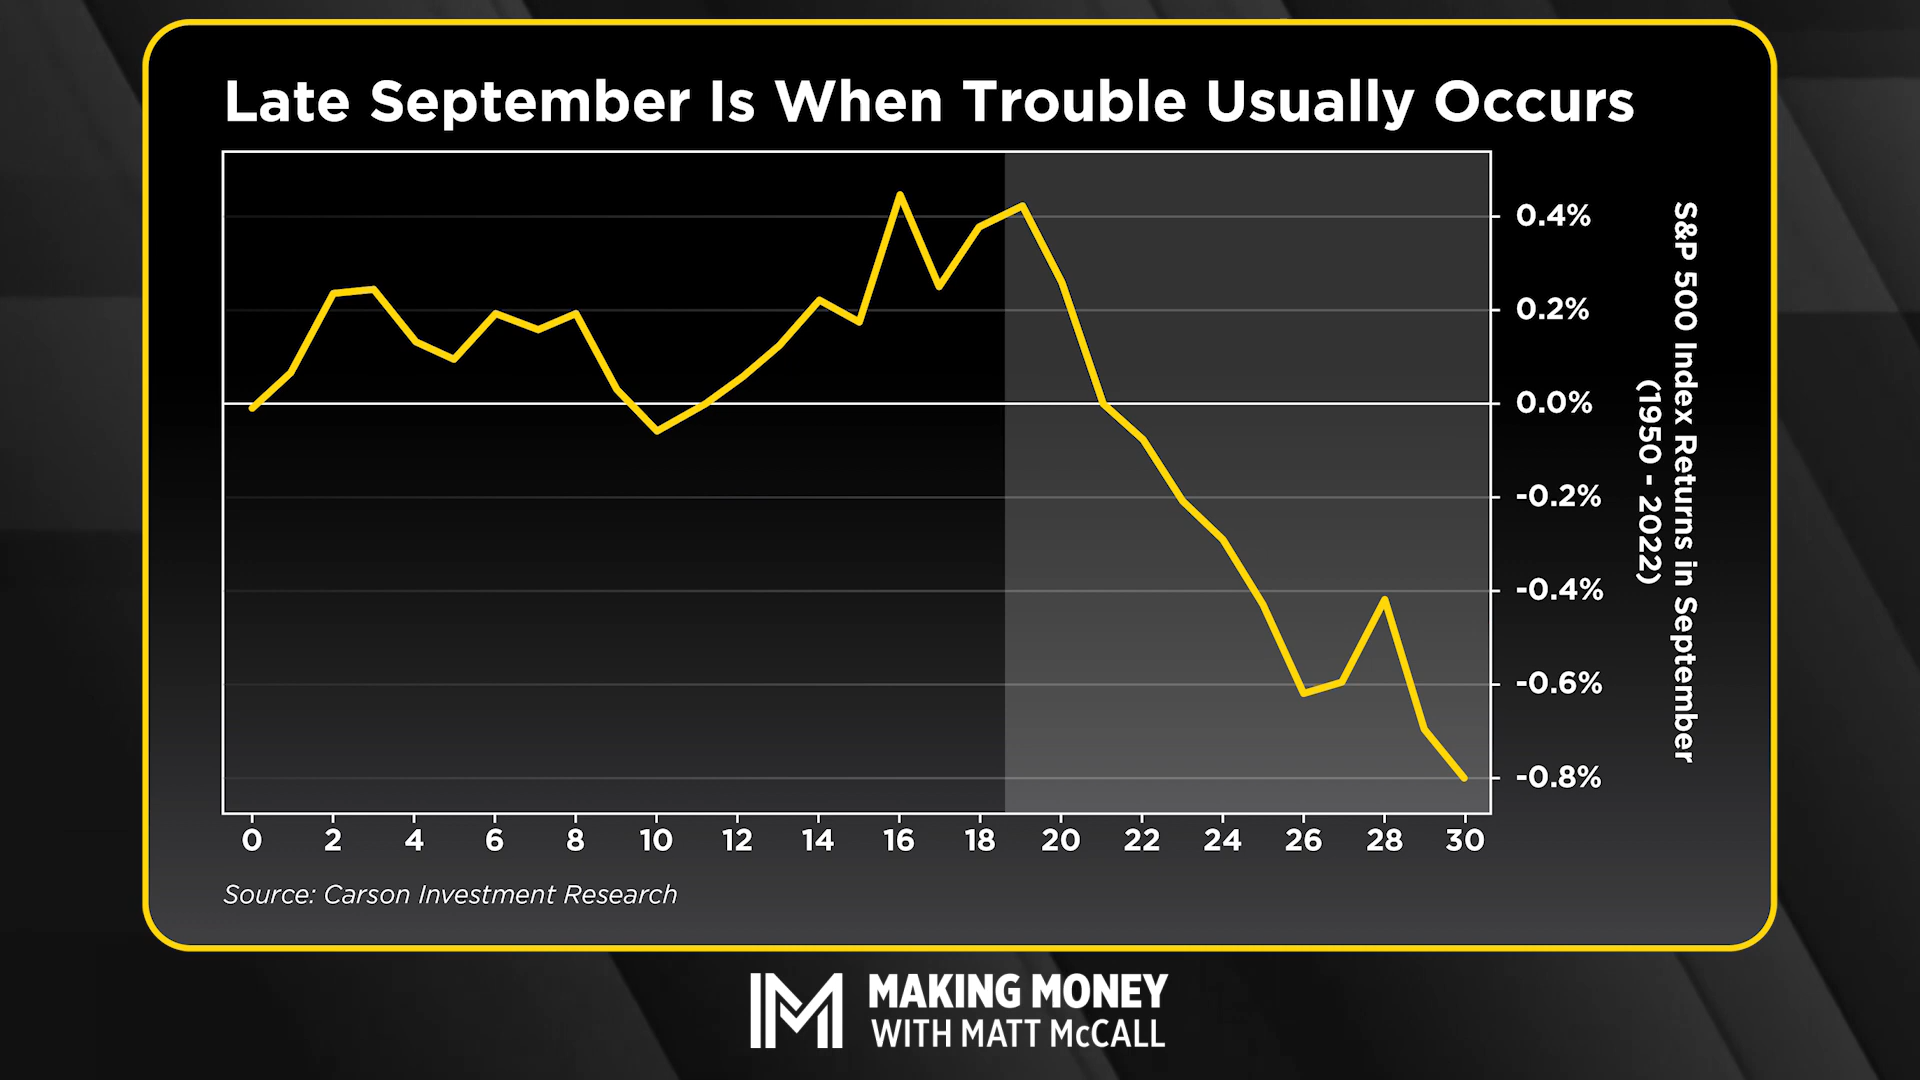 Late September Is When Trouble Usually Occurs
0.4%
0.2%
0.0%
-0.2%
-0.4%
-0.6%
-0.8%
S&P 500 Index Returns in September
(1950 - 2022)
0 2 4 6 8 10 12 14 16 18 20 22 24 26 28 30
Source: Carson Investment Research
MAKING MONEY
WITH MATT McCALL